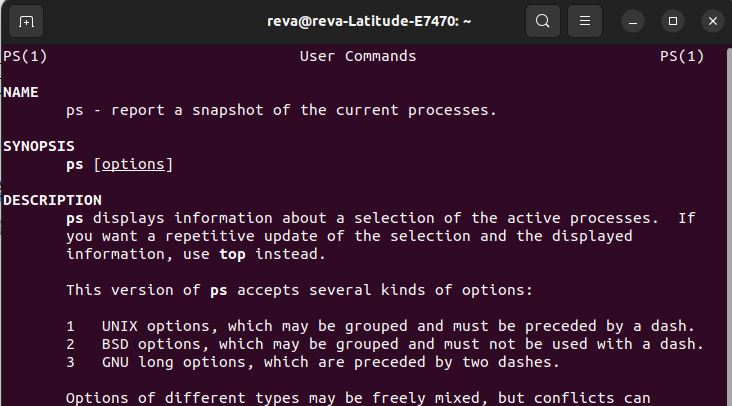 reva@reva-Latitude-E7470: ~
PS(1) User Commands PS(1)
NAME
ps - report a snapshot of the current processes.
SYNOPSIS
ps [options]
DESCRIPTION
ps displays information about a selection of the active processes. If
you want a repetitive update of the selection and the displayed
information, use top instead.
This version of ps accepts several kinds of options:
1 UNIX options, which may be grouped and must be preceded by a dash.
2 BSD options, which may be grouped and must not be used with a dash.
3 GNU long options, which are preceded by two dashes.
Options of different types may be freely mixed, but conflicts can